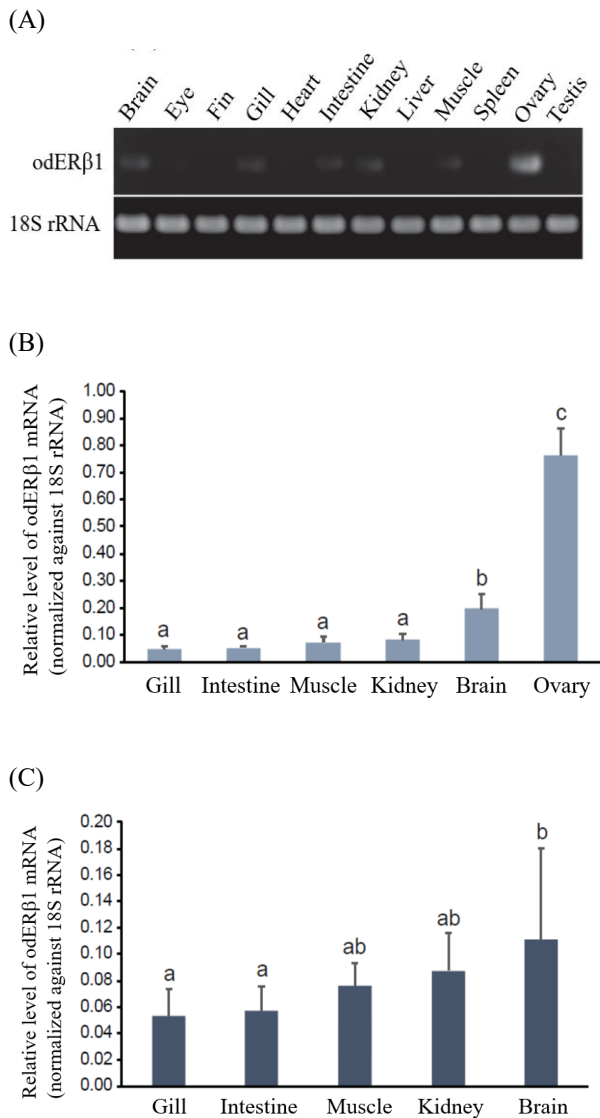 (A)
Brain Eye Fin Gill Heart Intestine Kidney Liver Muscle Spleen Ovary Testis
odERβ1
18S rRNA
(B)
Relative level of odERβ1 mRNA
(normalized against 18S rRNA)
1.00
0.90
0.80
0.70
0.60
0.50
0.40
0.30
0.20
0.10
0.00
a a a a b c
Gill Intestine Muscle Kidney Brain Ovary
(C)
Relative level of odERβ1 mRNA
(normalized against 18S rRNA)
0.20
0.18
0.16
0.14
0.12
0.10
0.08
0.06
0.04
0.02
0.00
a a ab ab b
Gill Intestine Muscle Kidney Brain